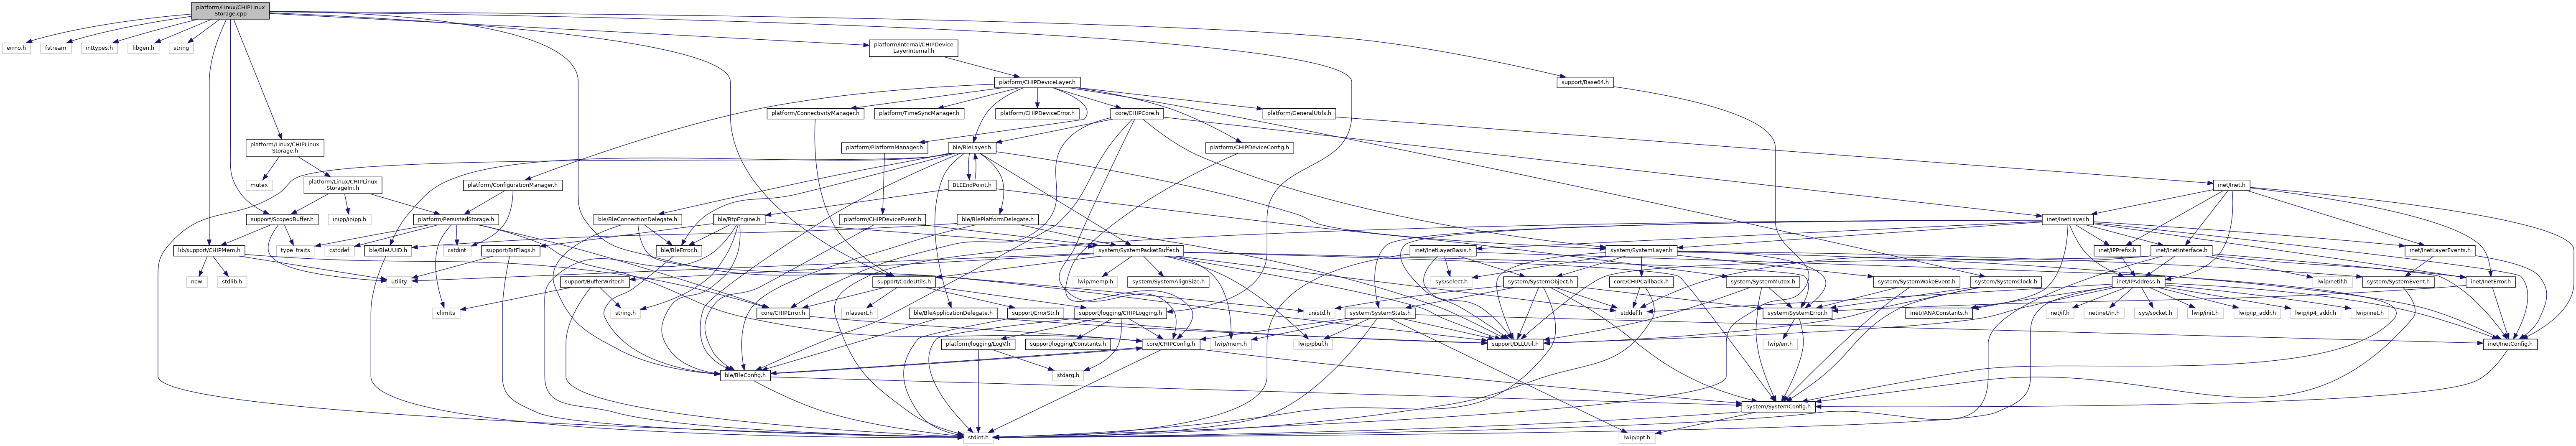 platform/Linux/CHIPLinux
Storage.cpp
errno.h
fstream
inttypes.h
libgen.h
string
platform/internal/CHIPDevice
LayerInternal.h
platform/CHIPDeviceLayer.h
support/Base64.h
platform/ConnectivityManager.h
platform/TimeSyncManager.h
platform/CHIPDeviceError.h
core/CHIPCore.h
platform/GeneralUtils.h
platform/Linux/CHIPLinux
Storage.h
platform/PlatformManager.h
ble/BleLayer.h
platform/CHIPDeviceConfig.h
mutex
platform/Linux/CHIPLinux
StorageIni.h
platform/ConfigurationManager.h
BLEEndPoint.h
inet/Inet.h
support/ScopedBuffer.h
inipp/inipp.h
platform/PersistedStorage.h
ble/BleConnectionDelegate.h
ble/BtpEngine.h
platform/CHIPDeviceEvent.h
ble/BlePlatformDelegate.h
inet/InetLayer.h
lib/support/CHIPMem.h
type_traits
cstddef
ble/BleUUID.h
cstdint
support/BitFlags.h
ble/BleError.h
system/SystemPacketBuffer.h
inet/InetLayerBasis.h
system/SystemLayer.h
inet/IPPrefix.h
inet/InetInterface.h
inet/InetLayerEvents.h
new
stdlib.h
utility
support/BufferWriter.h
support/CodeUtils.h
lwip/memp.h
system/SystemAlignSize.h
sys/select.h
system/SystemObject.h
core/CHIPCallback.h
system/SystemMutex.h
system/SystemWakeEvent.h
system/SystemClock.h
inet/IPAddress.h
lwip/netif.h
system/SystemEvent.h
inet/InetError.h
climits
string.h
core/CHIPError.h
nlassert.h
ble/BleApplicationDelegate.h
support/ErrorStr.h
support/logging/CHIPLogging.h
unistd.h
system/SystemStats.h
stddef.h
system/SystemError.h
inet/IANAConstants.h
net/if.h
netinet/in.h
sys/socket.h
lwip/init.h
lwip/ip_addr.h
lwip/ip4_addr.h
lwip/inet.h
platform/logging/LogV.h
support/logging/Constants.h
core/CHIPConfig.h
lwip/mem.h
lwip/pbuf.h
support/DLLUtil.h
lwip/err.h
inet/InetConfig.h
ble/BleConfig.h
stdarg.h
system/SystemConfig.h
stdint.h
lwip/opt.h